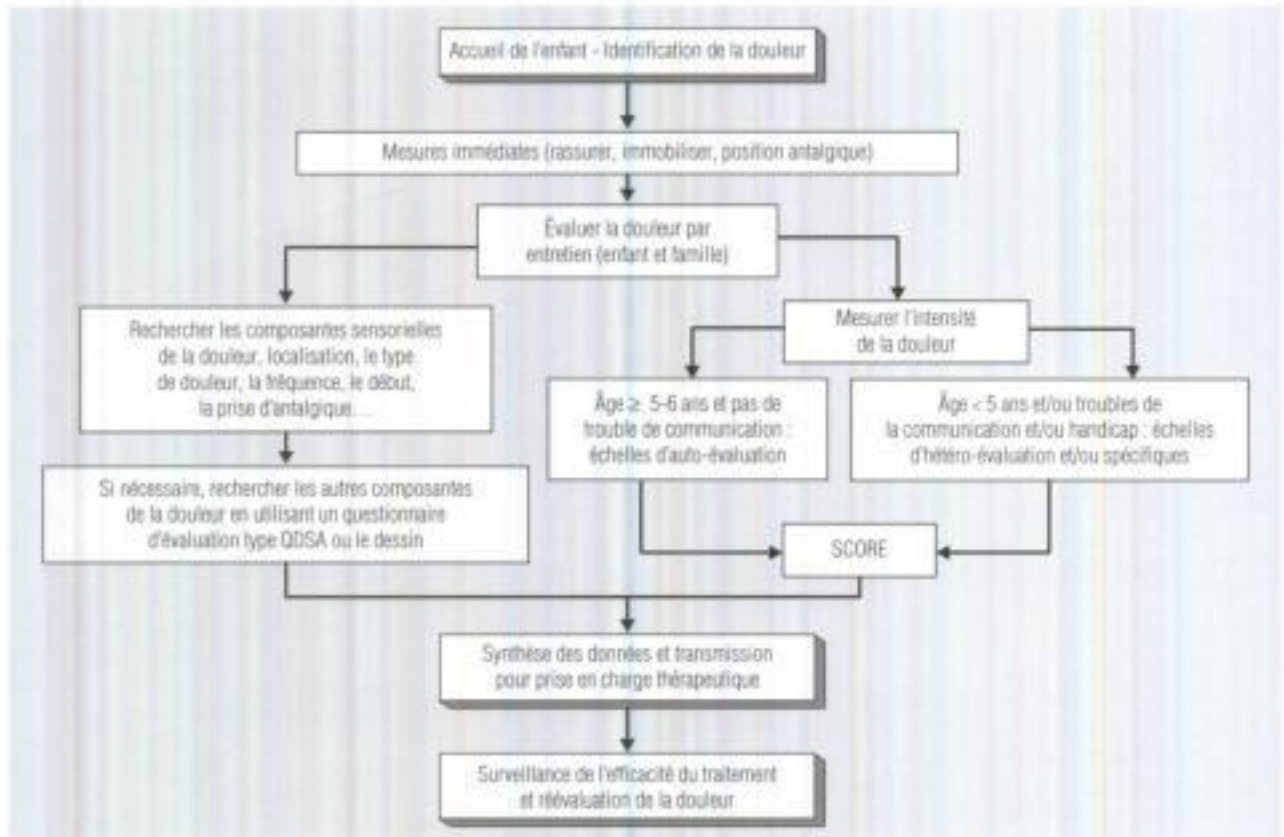 Accueil de l'enfant - Identification de la douleur
Mesures immédiates (rassurer, immobiliser, position antalgique)
Évaluer la douleur par
entretien (enfant et famille)
Rechercher les composantes sensorielles
de la douleur, localisation, le type
de douleur, la fréquence, le début,
la prise d'antalgique...
Si nécessaire, rechercher les autres composantes
de la douleur en utilisant un questionnaire
d'évaluation type QDSA ou le dessin
Mesurer l'intensité
de la douleur
Âge ≥ 5-6 ans et pas de
trouble de communication :
échelles d'auto-évaluation
Âge < 5 ans et/ou troubles de
la communication et/ou handicap : échelles
d'hétéro-évaluation et/ou spécifiques
SCORE
Synthèse des données et transmission
pour prise en charge thérapeutique
Surveillance de l'efficacité du traitement
et réévaluation de la douleur